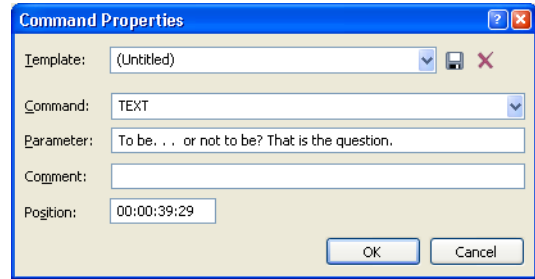 Command Properties
Template: (Untitled)
Command: TEXT
Parameter: To be. . . or not to be? That is the question.
Comment:
Position: 00:00:39:29
OK Cancel